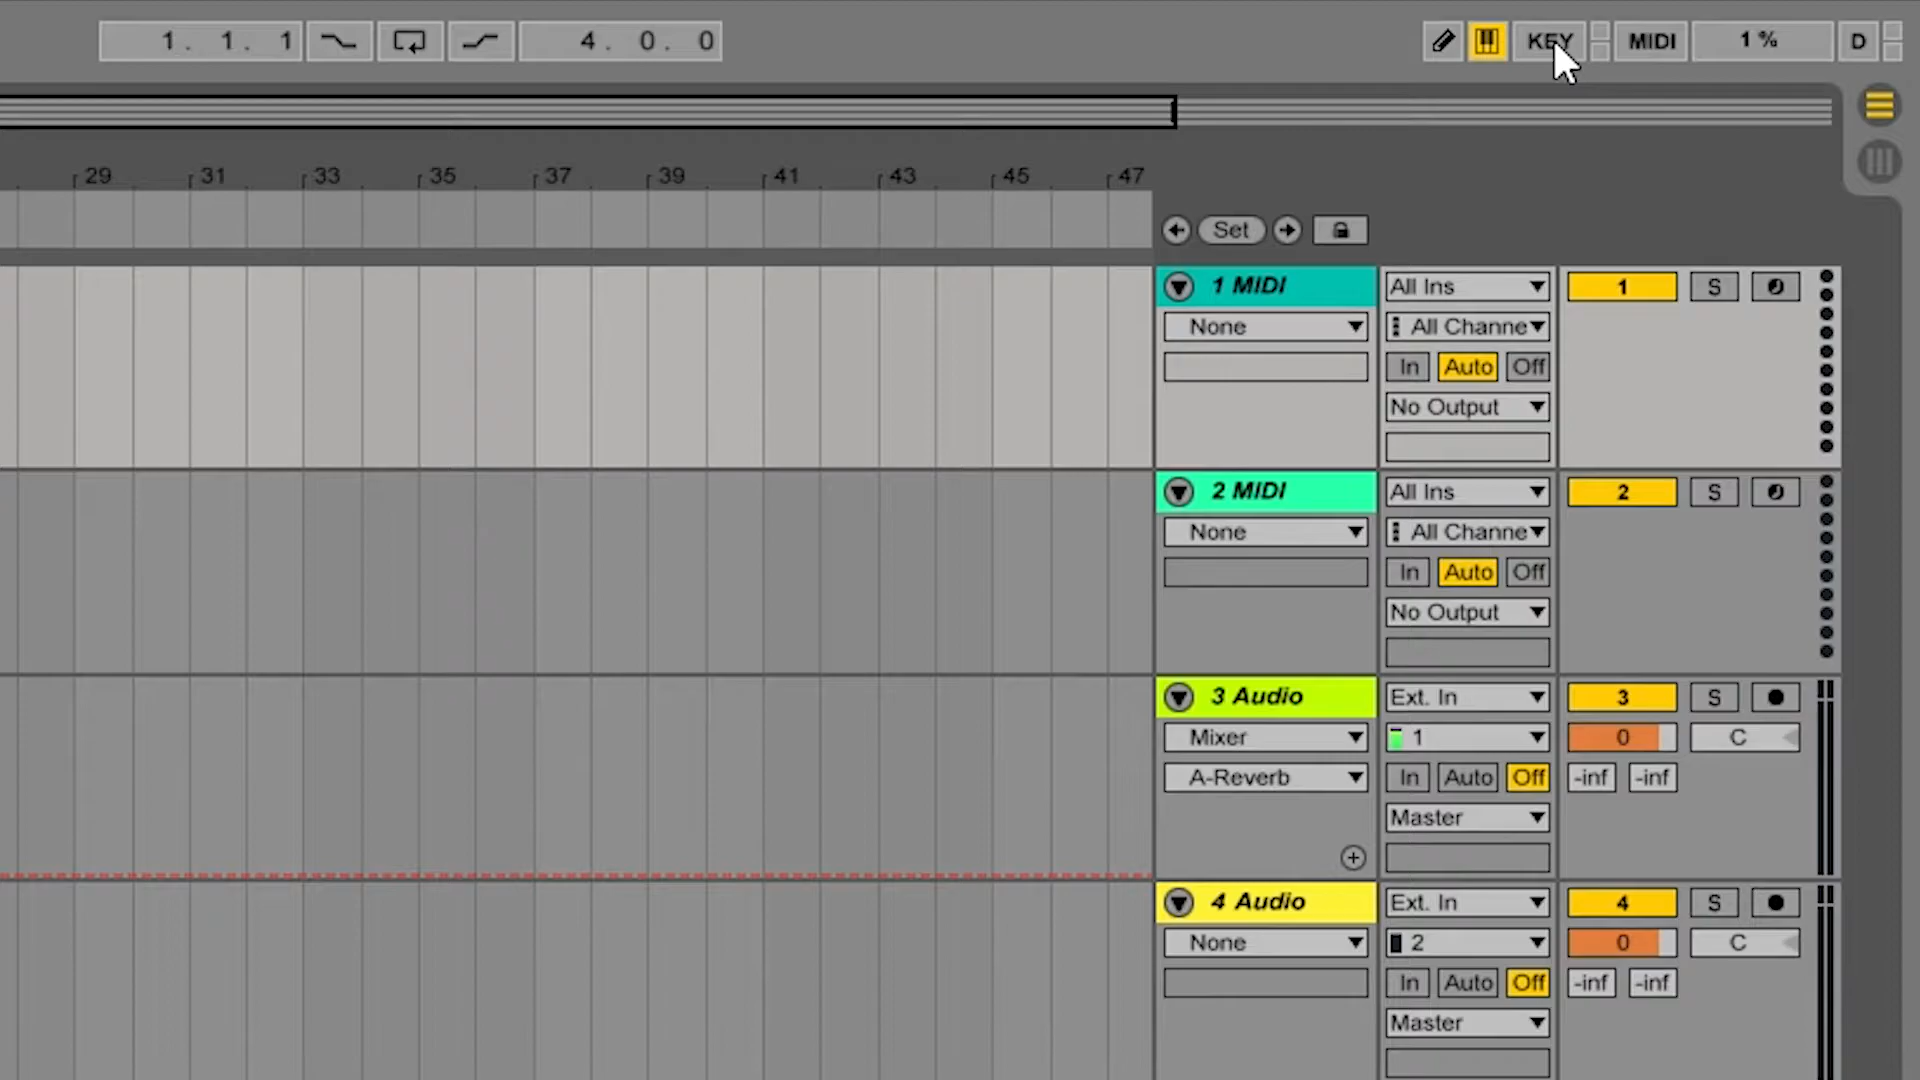 1. 1. 1
4. 0. 0
KEY
MIDI
1 %
D
29
31
33
35
37
39
41
43
45
47
Set
1 MIDI
All Ins
1
S
None
All Channe
In
Auto
Off
No Output
2 MIDI
All Ins
2
S
None
All Channe
In
Auto
Off
No Output
3 Audio
Ext. In
3
S
Mixer
1
0
C
A-Reverb
In
Auto
Off
-inf
-inf
Master
4 Audio
Ext. In
4
S
None
2
0
C
In
Auto
Off
-inf
-inf
Master